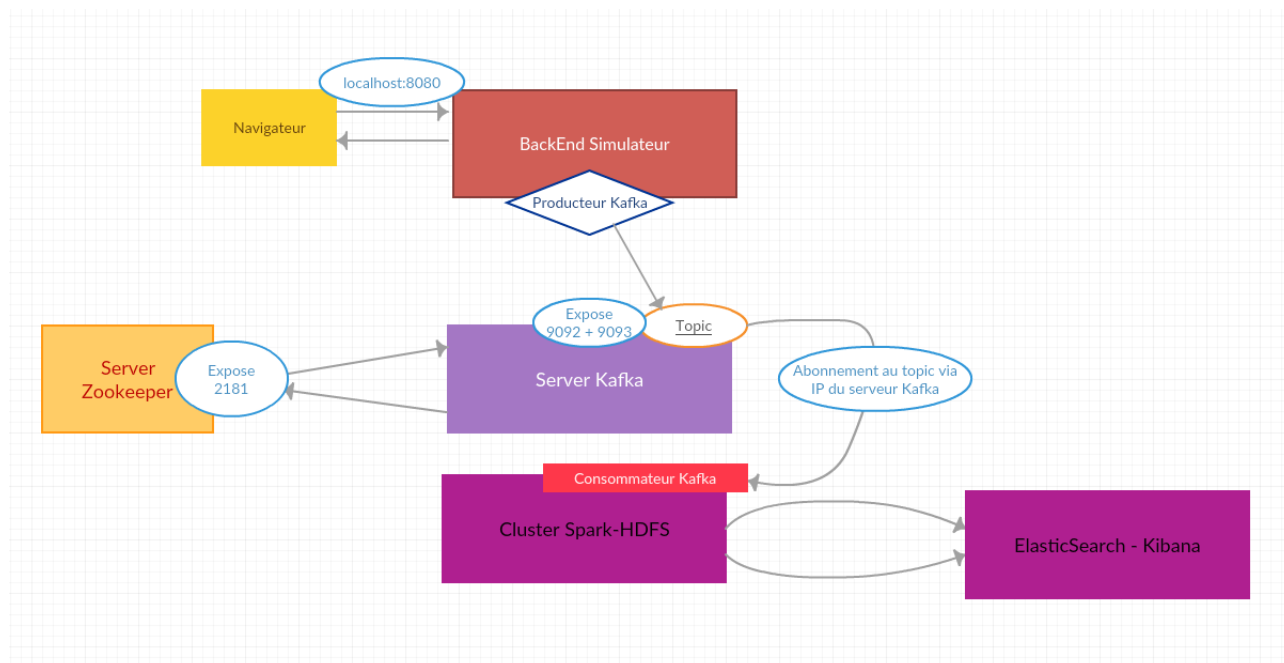 localhost:8080
Navigateur
BackEnd Simulateur
Producteur Kafka
Expose
9092 + 9093
Topic
Server
Zookeeper
Expose
2181
Server Kafka
Abonnement au topic via
IP du serveur Kafka
Consommateur Kafka
Cluster Spark-HDFS
ElasticSearch - Kibana